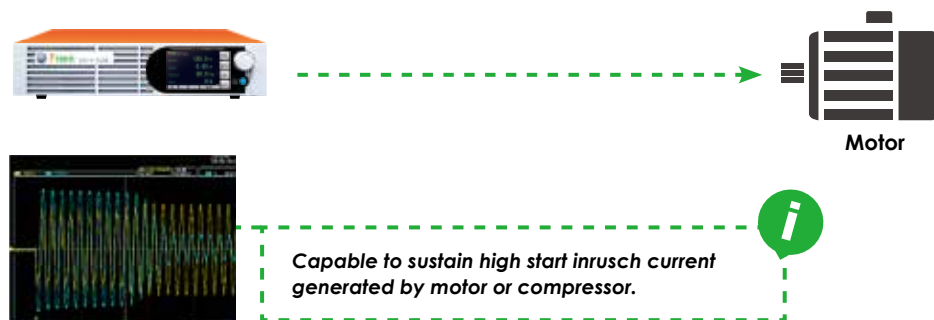 Motor
i
Capable to sustain high start inrusch current
generated by motor or compressor.